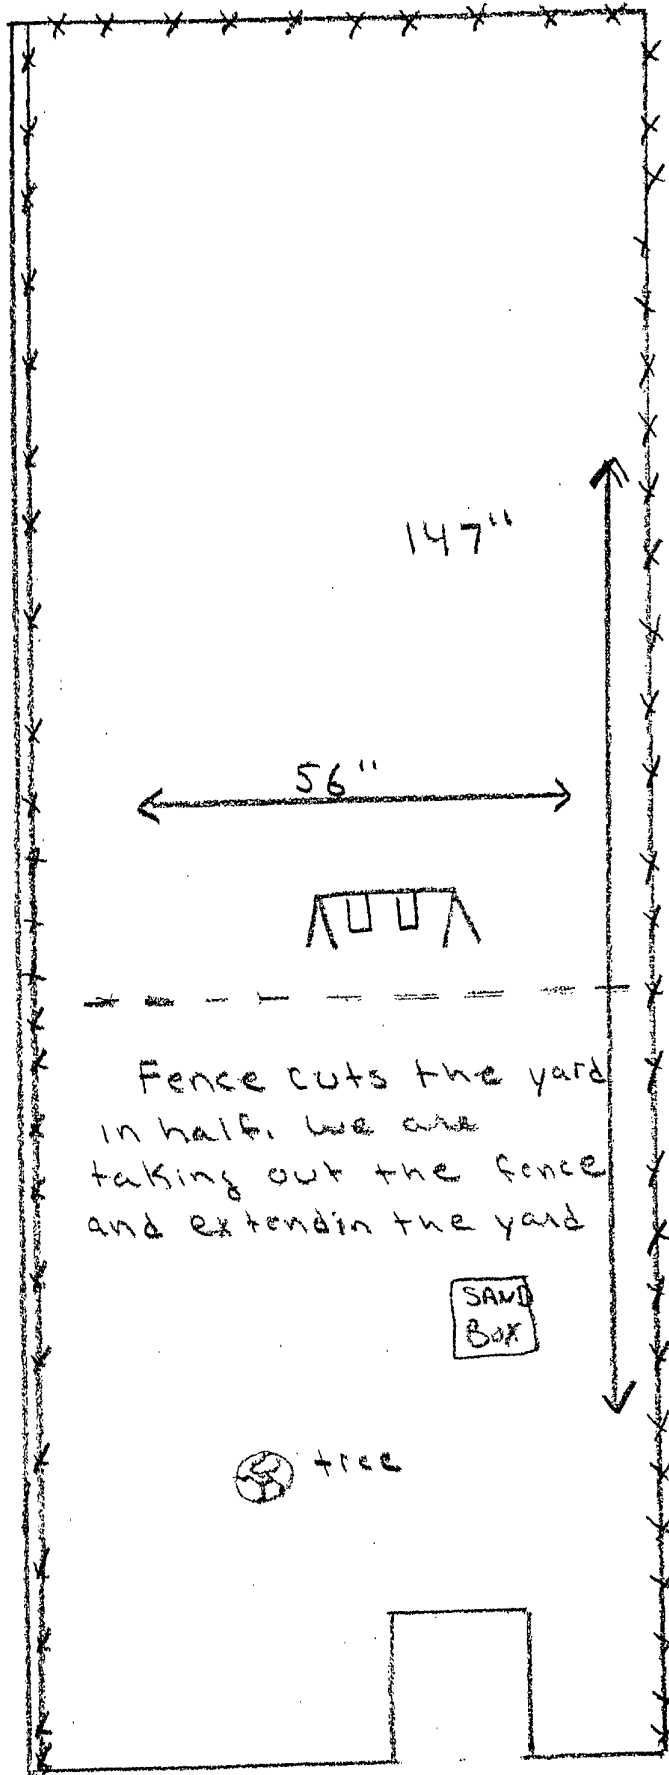 147"
56"
Fence cuts the yard
in half. we are
taking out the fence
and extendin the yard
SAND
BOX
tree